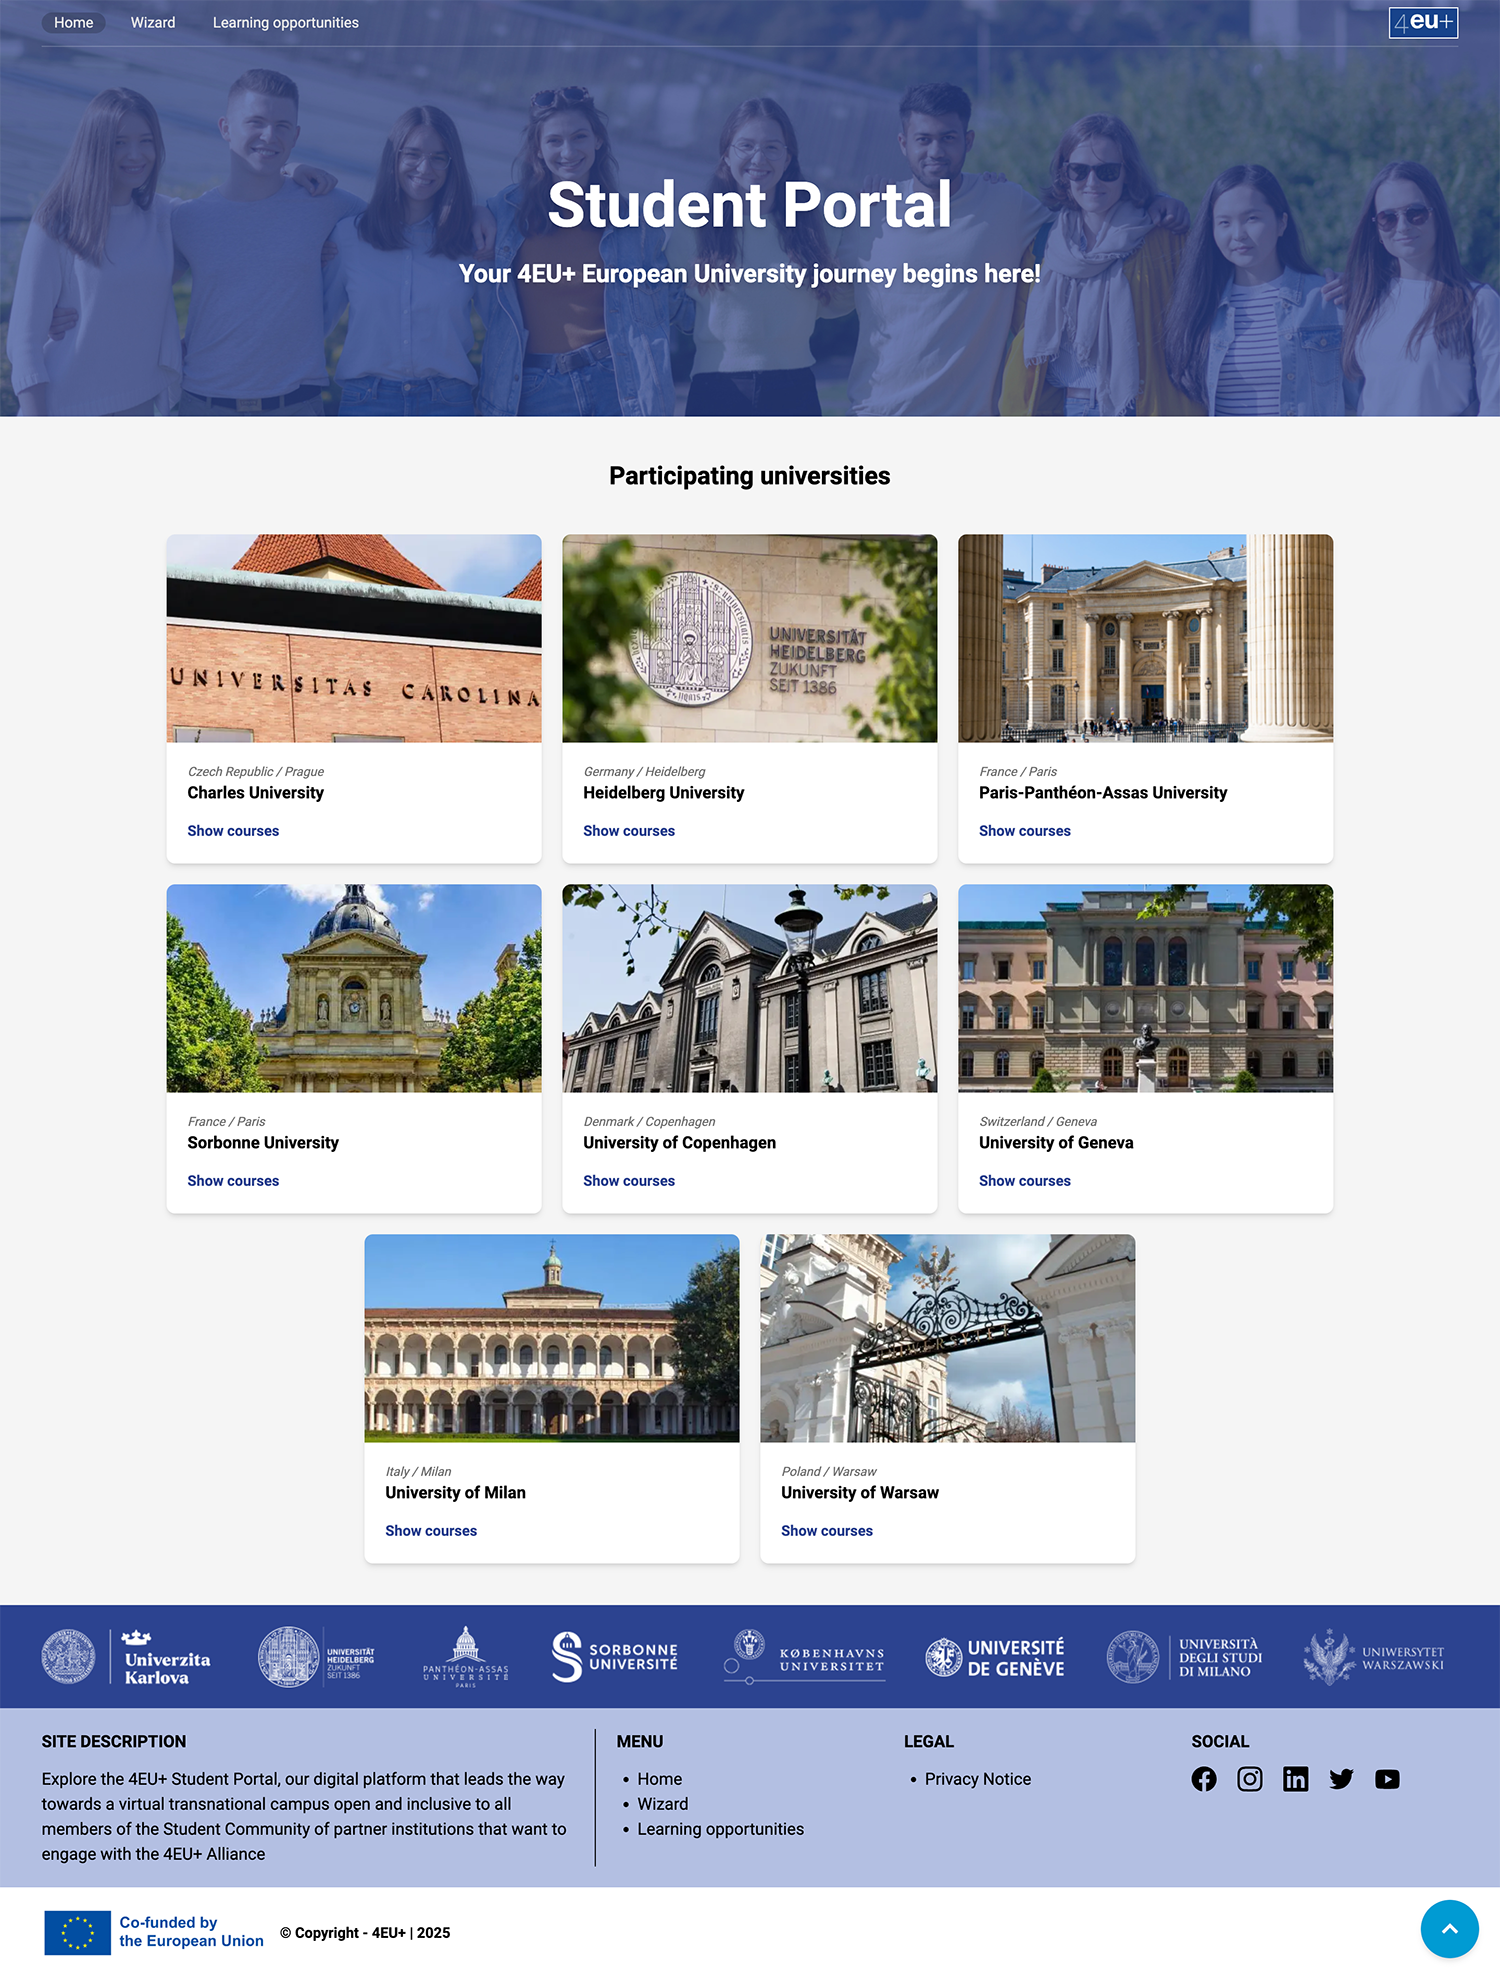 Home Wizard Learning opportunities 4eu+
Student Portal
Your 4EU+ European University journey begins here!
Participating universities
UNIVERSITAS CAROLINA
Czech Republic / Prague
Charles University
Show courses
UNIVERSITÄT
HEIDELBERG
ZUKUNFT
SEIT 1386
Germany / Heidelberg
Heidelberg University
Show courses
France / Paris
Paris-Panthéon-Assas University
Show courses
France / Paris
Sorbonne University
Show courses
Denmark / Copenhagen
University of Copenhagen
Show courses
Switzerland / Geneva
University of Geneva
Show courses
Italy / Milan
University of Milan
Show courses
Poland / Warsaw
University of Warsaw
Show courses
Univerzita
Karlova
UNIVERSITÄT
HEIDELBERG
ZUKUNFT
SEIT 1386
PANTHÉON-ASSAS
UNIVERSITÉ
PARIS
SORBONNE
UNIVERSITÉ
KØBENHAVNS
UNIVERSITET
UNIVERSITÉ
DE GENÈVE
UNIVERSITÀ
DEGLI STUDI
DI MILANO
UNIWERSYTET
WARSZAWSKI
SITE DESCRIPTION
Explore the 4EU+ Student Portal, our digital platform that leads the way
towards a virtual transnational campus open and inclusive to all
members of the Student Community of partner institutions that want to
engage with the 4EU+ Alliance
MENU
• Home
• Wizard
• Learning opportunities
LEGAL
• Privacy Notice
SOCIAL
Co-funded by
the European Union
© Copyright - 4EU+ | 2025